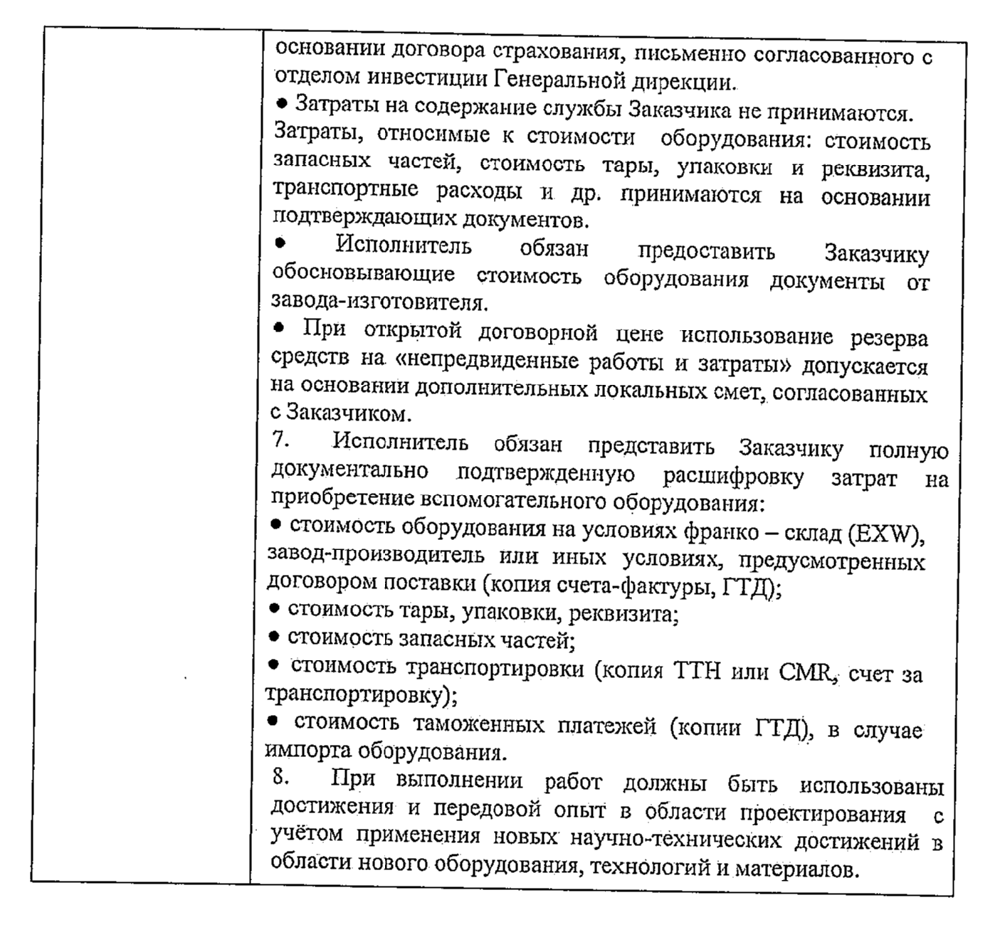 основании договора страхования, письменно согласованного с
отделом инвестиции Генеральной дирекции.
● Затраты на содержание службы Заказчика не принимаются.
Затраты, относимые к стоимости оборудования: стоимость
запасных частей, стоимость тары, упаковки и реквизита,
транспортные расходы и др. принимаются на основании
подтверждающих документов.
● Исполнитель обязан предоставить Заказчику
обосновывающие стоимость оборудования документы от
завода-изготовителя.
● При открытой договорной цене использование резерва
средств на «непредвиденные работы и затраты» допускается
на основании дополнительных локальных смет, согласованных
с Заказчиком.
7. Исполнитель обязан представить Заказчику полную
документально подтвержденную расшифровку затрат на
приобретение вспомогательного оборудования:
● стоимость оборудования на условиях франко – склад (EXW),
завод-производитель или иных условиях, предусмотренных
договором поставки (копия счета-фактуры, ГТД);
● стоимость тары, упаковки, реквизита;
● стоимость запасных частей;
● стоимость транспортировки (копия ТТН или CMR, счет за
транспортировку);
● стоимость таможенных платежей (копии ГТД), в случае
импорта оборудования.
8. При выполнении работ должны быть использованы
достижения и передовой опыт в области проектирования с
учётом применения новых научно-технических достижений в
области нового оборудования, технологий и материалов.